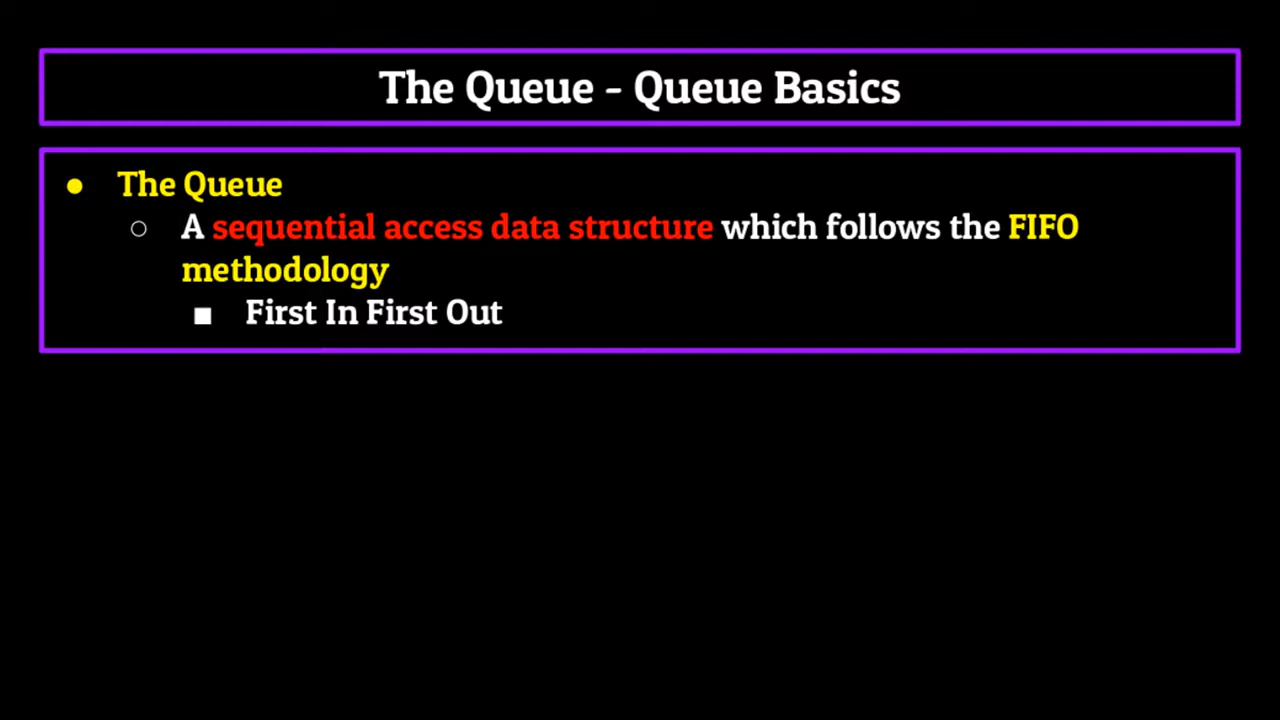 The Queue - Queue Basics
● The Queue
○ A sequential access data structure which follows the FIFO
methodology
■ First In First Out